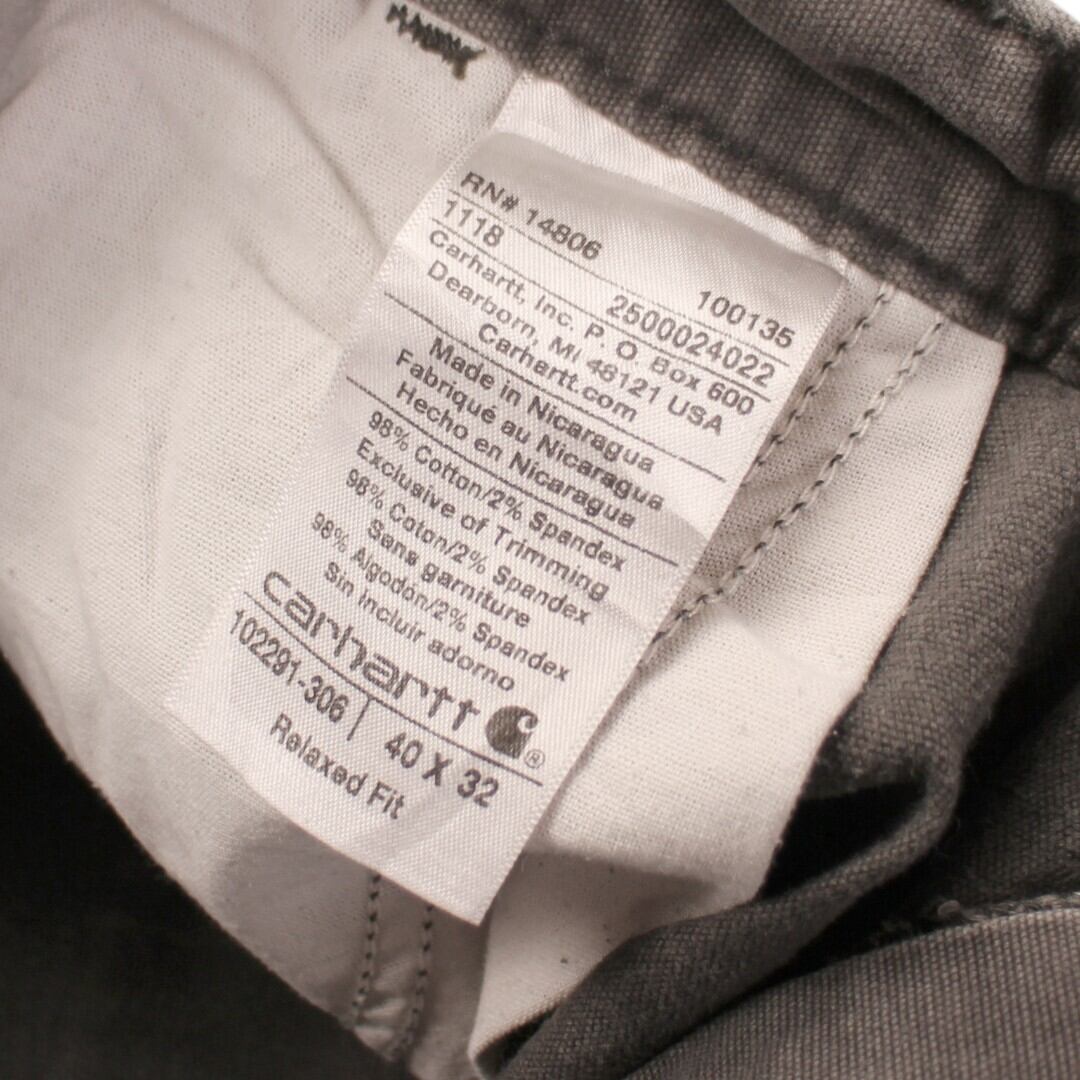 RN# 14806
100135
1118
2500024022
Carhartt, Inc. P. O. Box 600
Dearborn, MI 48121 USA
Carhartt.com
Made in Nicaragua
Fabriqué au Nicaragua
Hecho en Nicaragua
98% Cotton/2% Spandex
Exclusive of Trimming
98% Coton/2% Spandex
Sans garniture
98% Algodon/2% Spandex
Sin incluir adorno
carhartt ®
102291-306 | 40 X 32
Relaxed Fit